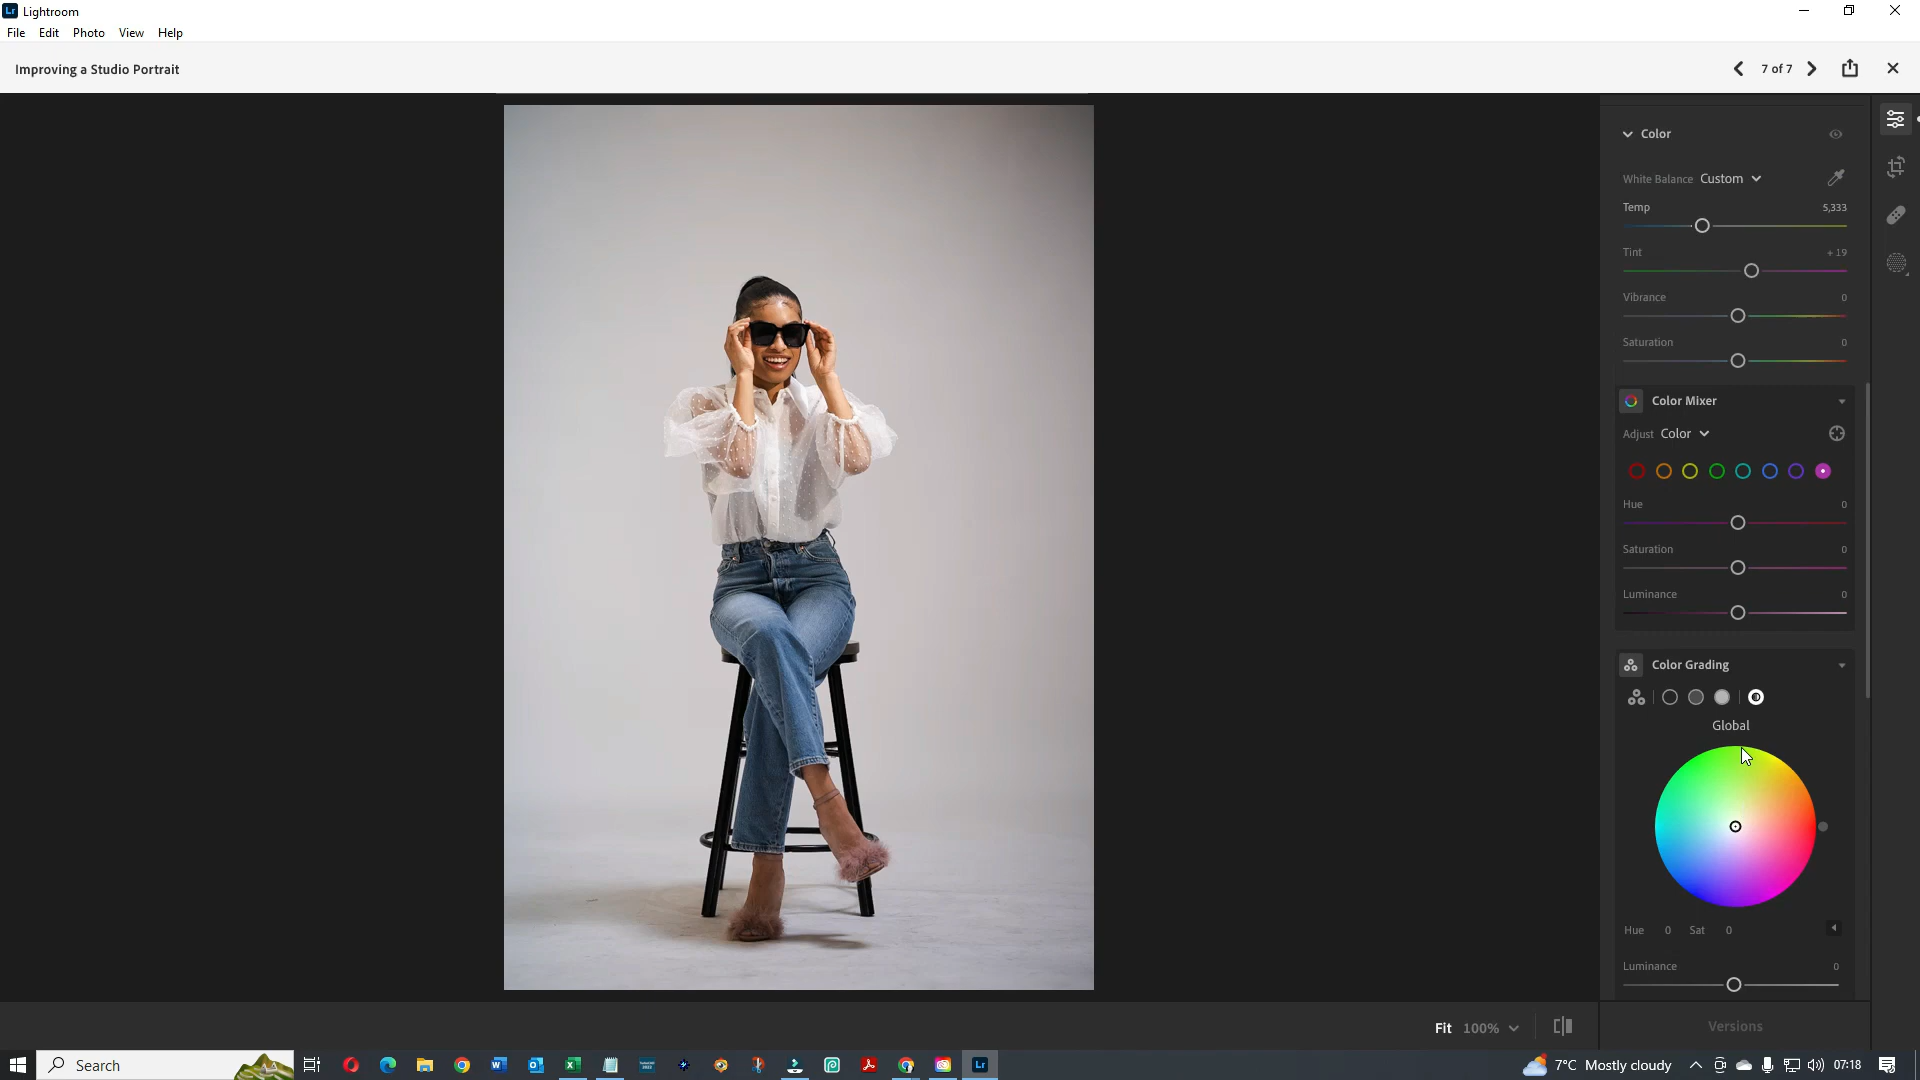 Lr Lightroom
File Edit Photo View Help
Improving a Studio Portrait
7 of 7
Color
White Balance Custom
Temp 5,333
Tint + 19
Vibrance 0
Saturation 0
Color Mixer
Adjust Color
Hue 0
Saturation 0
Luminance 0
Color Grading
Global
Hue 0 Sat 0
Luminance 0
Fit 100%
Versions
Search
Lr
7°C Mostly cloudy
07:18